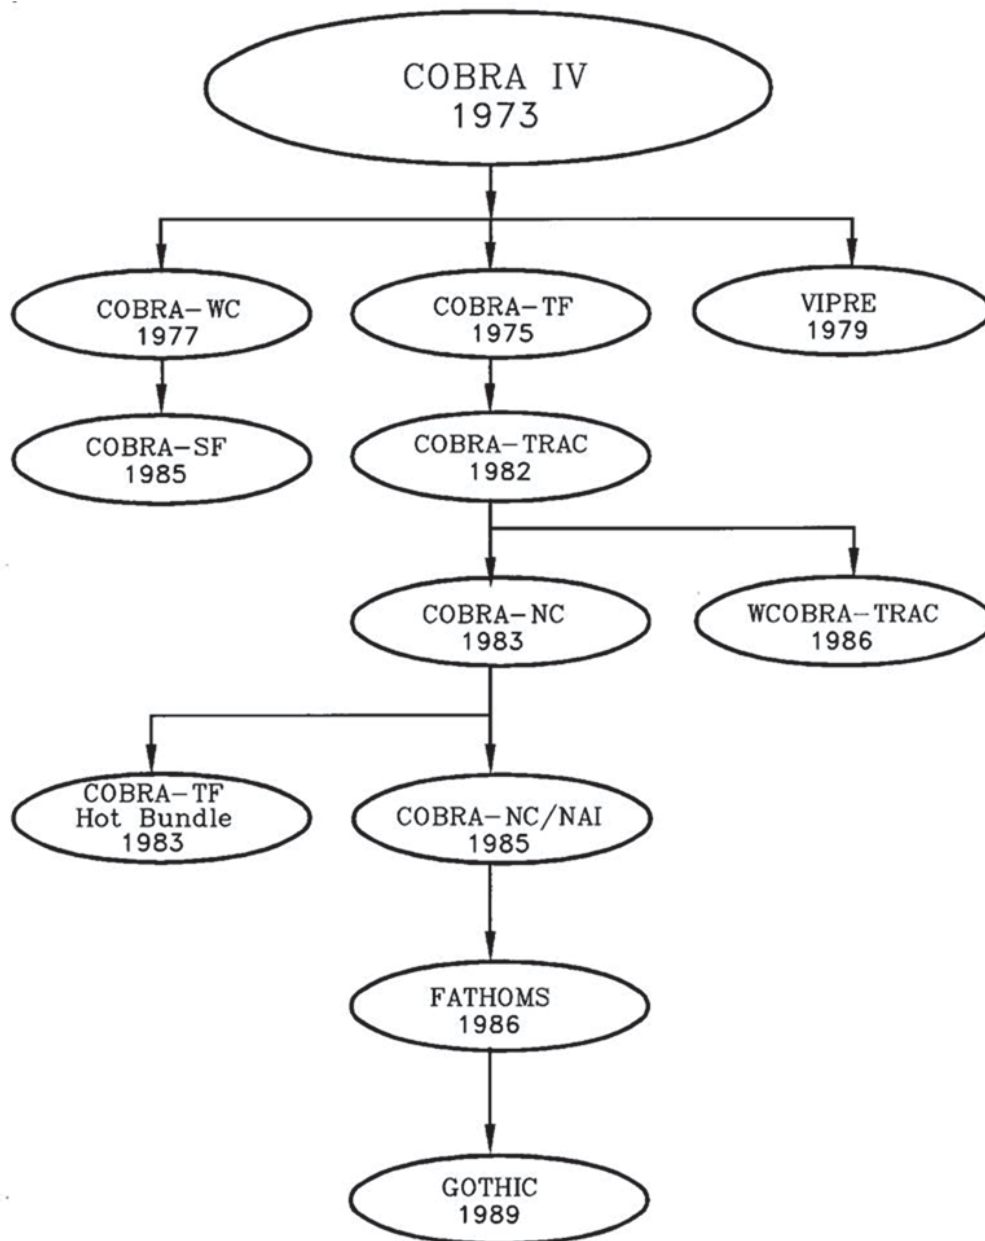 COBRA IV
1973
COBRA-WC
1977
COBRA-TF
1975
VIPRE
1979
COBRA-SF
1985
COBRA-TRAC
1982
COBRA-NC
1983
WCOBRA-TRAC
1986
COBRA-TF
Hot Bundle
1983
COBRA-NC/NAI
1985
FATHOMS
1986
GOTHIC
1989